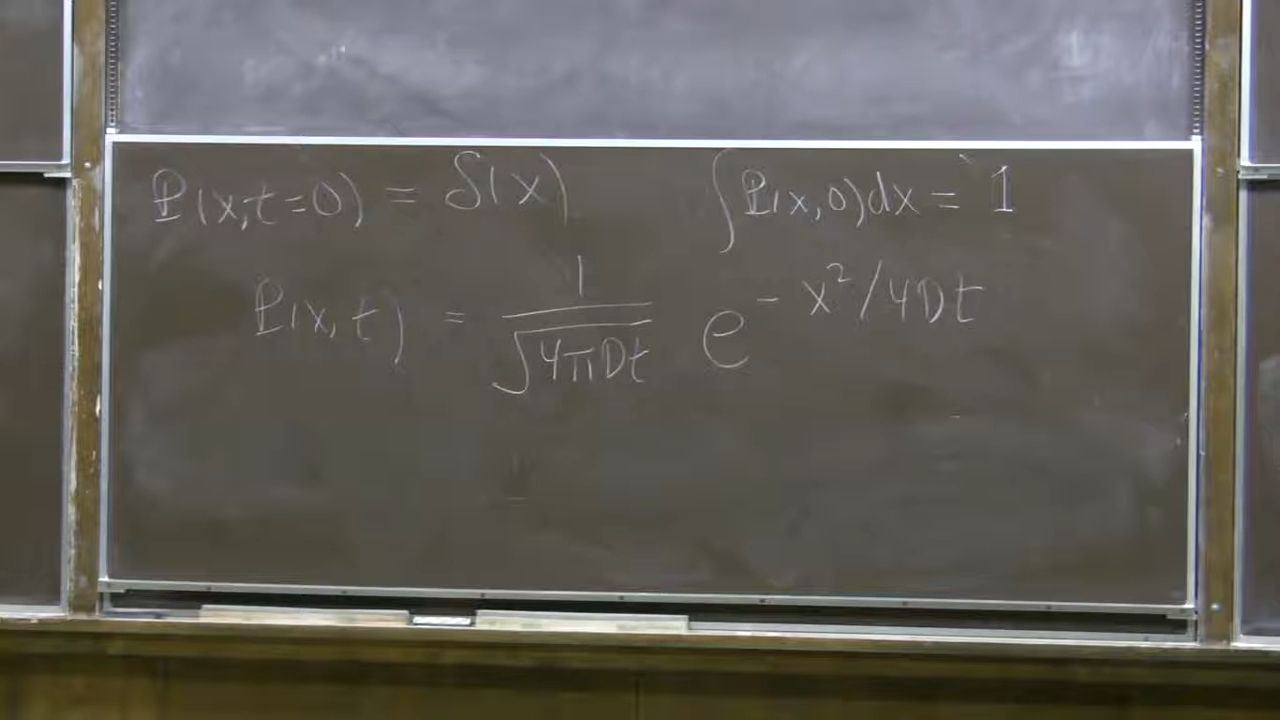 P(x,t=0) = δ(x)    ∫P(x,0)dx = 1
P(x,t) = 1/√4πDt e^-x²/4Dt